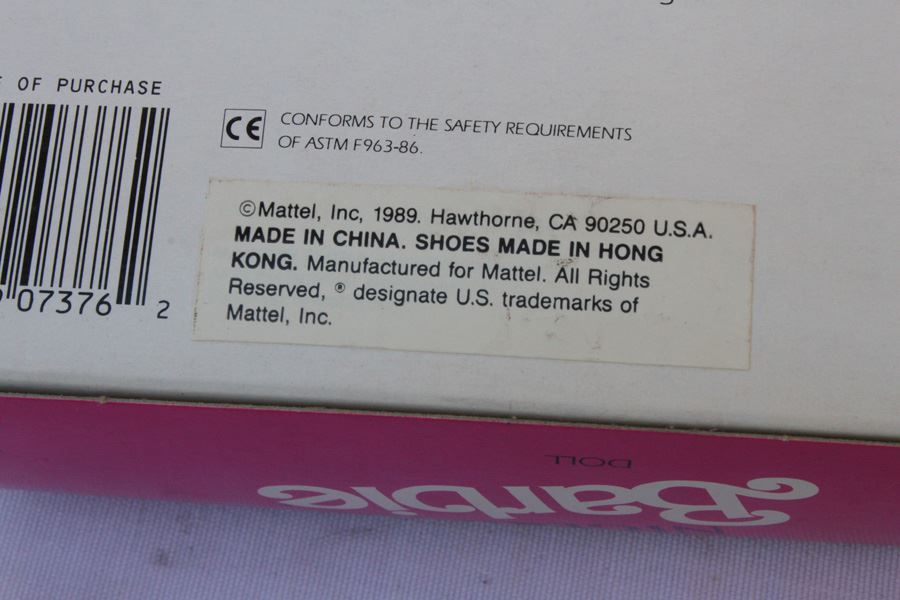 OF PURCHASE
07376 2
CE CONFORMS TO THE SAFETY REQUIREMENTS
OF ASTM F963-86.
©Mattel, Inc, 1989. Hawthorne, CA 90250 U.S.A.
MADE IN CHINA. SHOES MADE IN HONG
KONG. Manufactured for Mattel. All Rights
Reserved, ® designate U.S. trademarks of
Mattel, Inc.
DOLL
Barbie